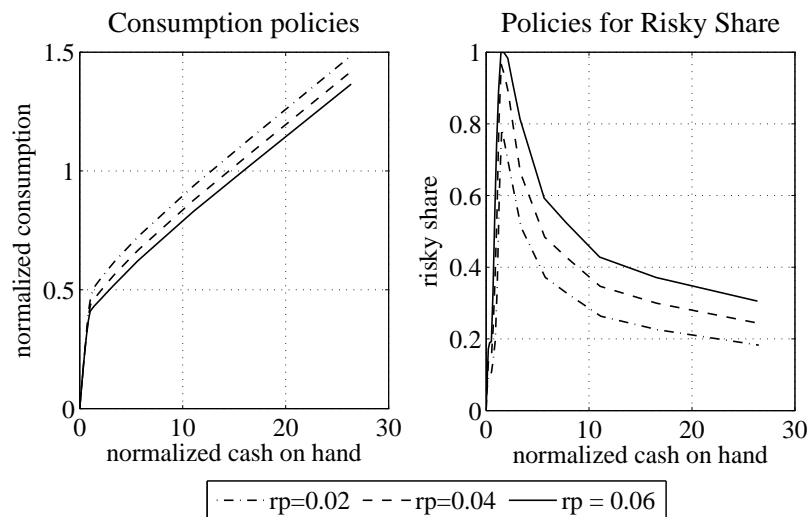 Consumption policies
1.5
1
0.5
0
0
10
20
30
normalized consumption
normalized cash on hand
Policies for Risky Share
1
0.8
0.6
0.4
0.2
0
0
10
20
30
risky share
normalized cash on hand
rp=0.02
rp=0.04
rp = 0.06